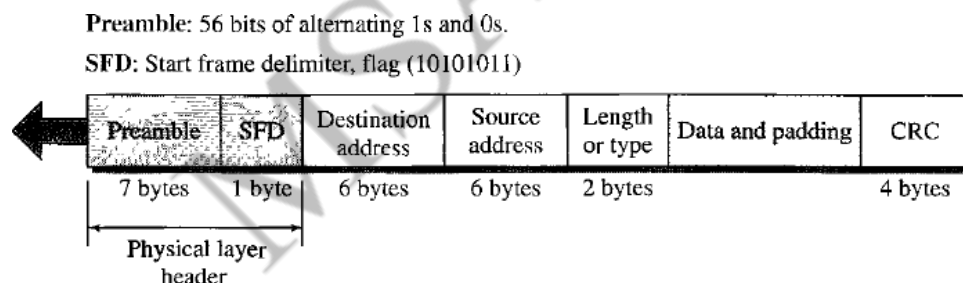 Preamble: 56 bits of alternating 1s and 0s.
SFD: Start frame delimiter, flag (10101011)
Preamble SFD Destination address Source address Length or type Data and padding CRC
7 bytes 1 byte 6 bytes 6 bytes 2 bytes 4 bytes
Physical layer
header